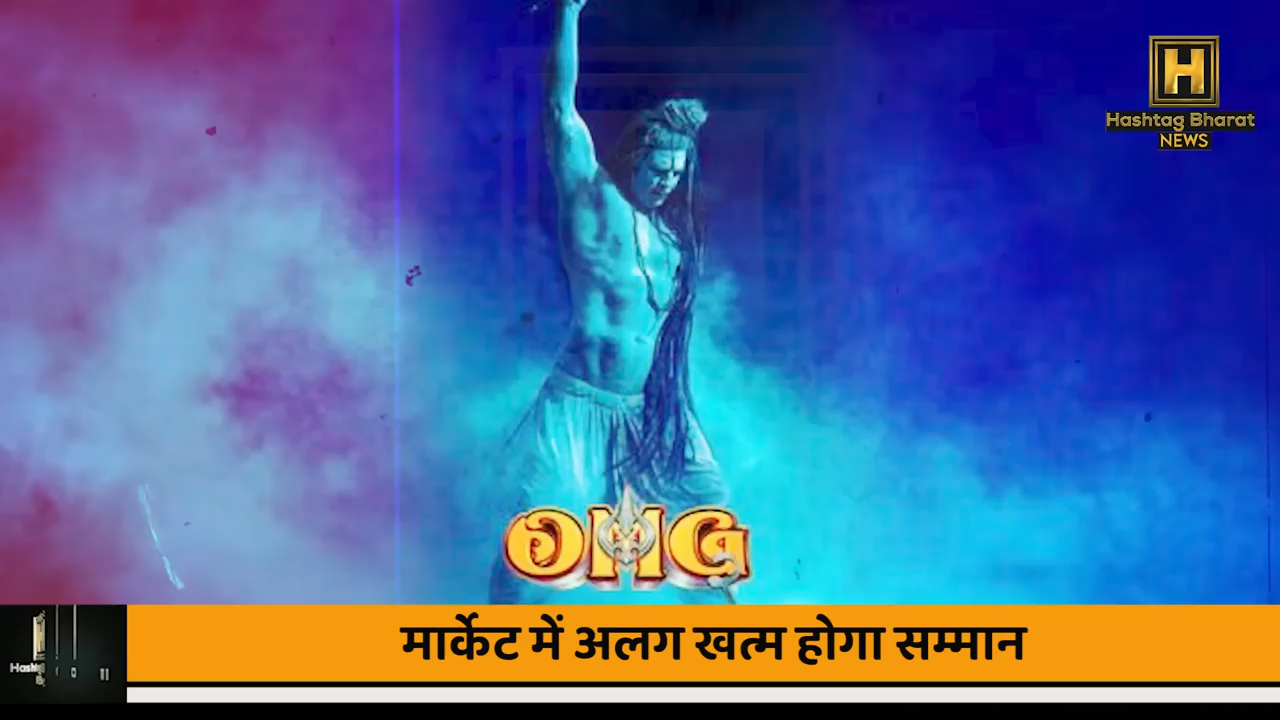 Hashtag Bharat
NEWS
OMG
मार्केट में अलग खत्म होगा सम्मान